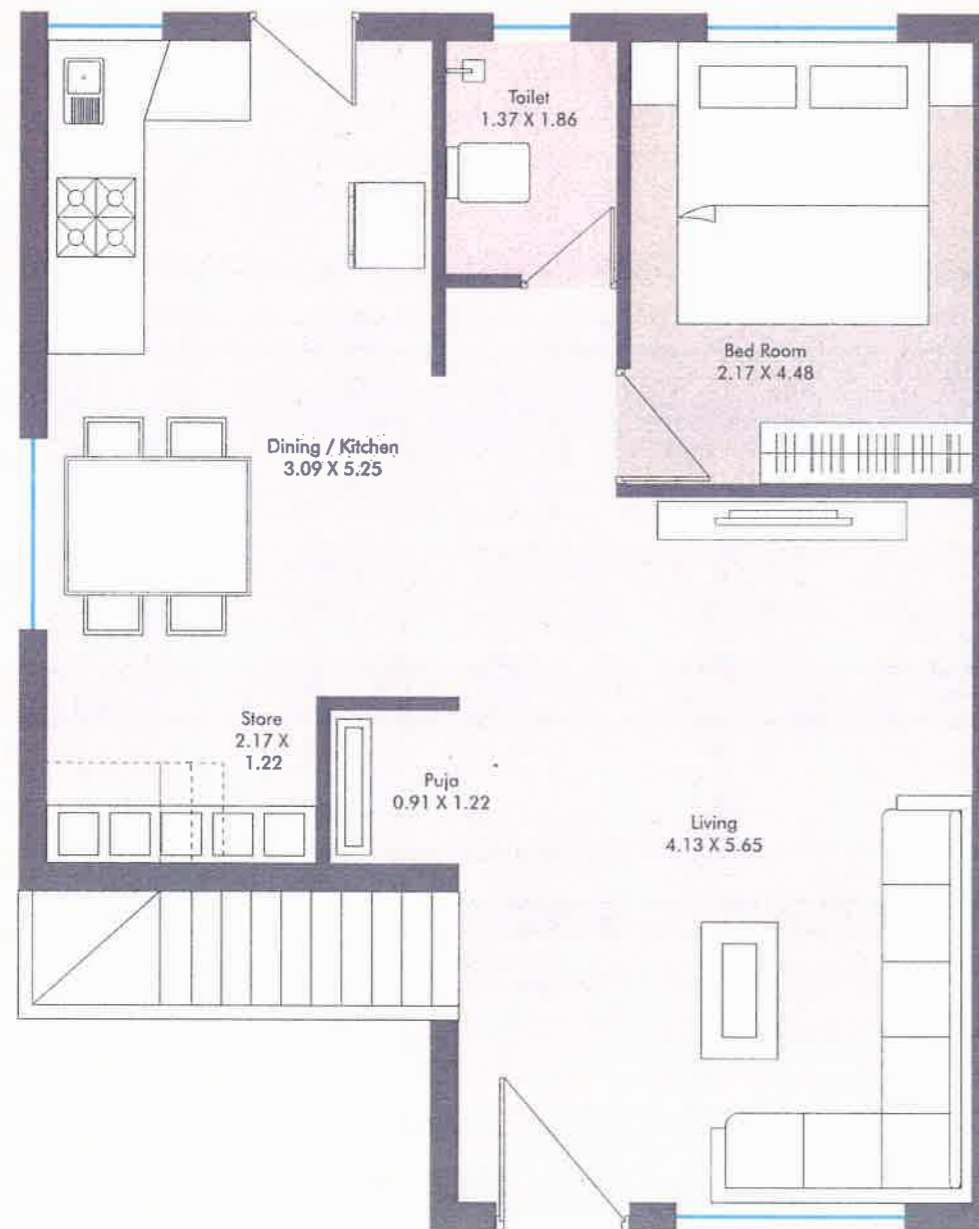 Toilet
1.37 X 1.86
Bed Room
2.17 X 4.48
Dining / Kitchen
3.09 X 5.25
Store
2.17 X
1.22
Puja
0.91 X 1.22
Living
4.13 X 5.65